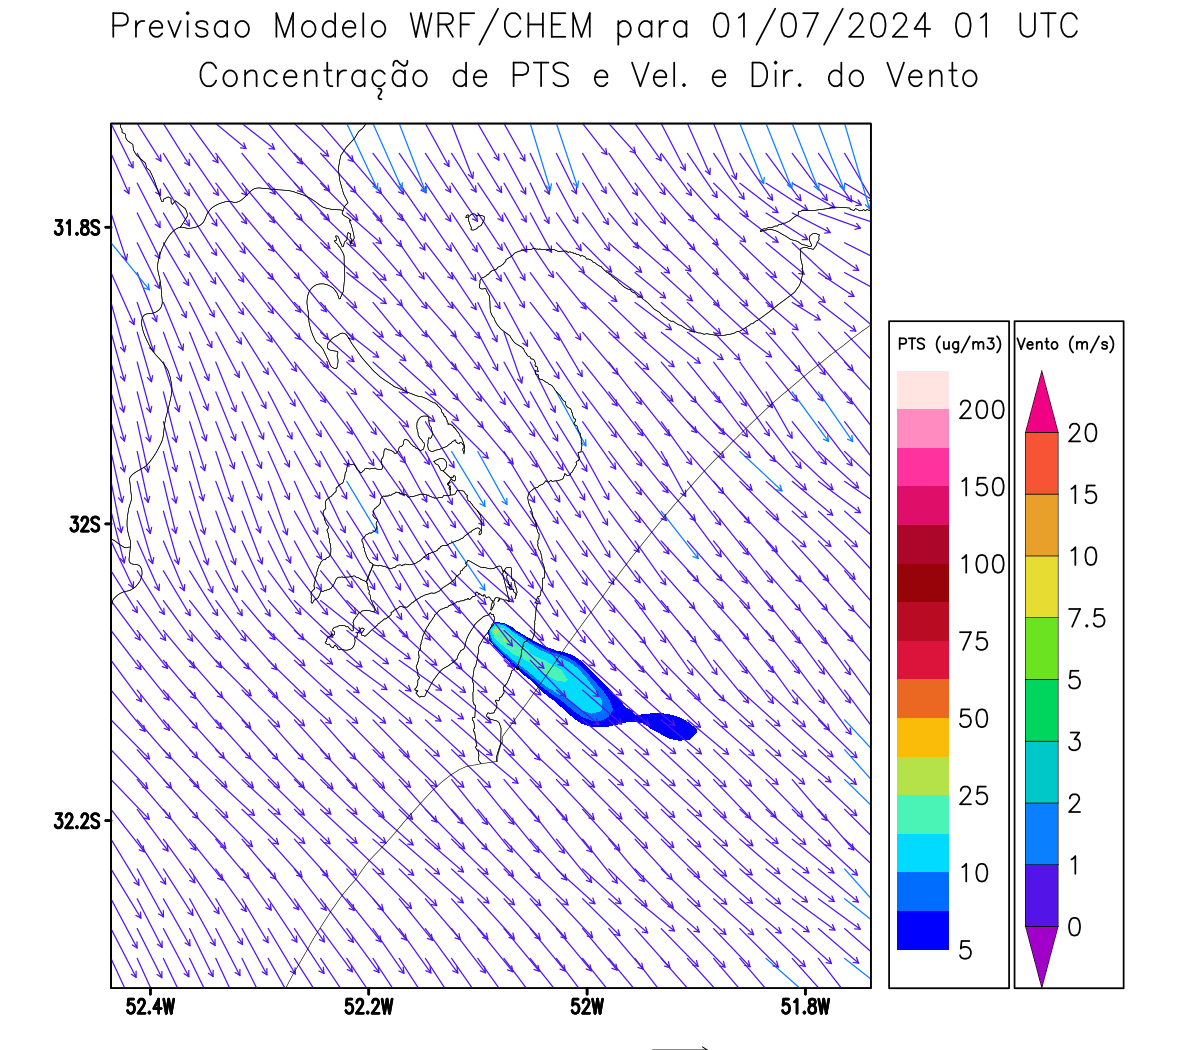 Previsao Modelo WRF/CHEM para 01/07/2024 01 UTC
Concentração de PTS e Vel. e Dir. do Vento
31.8S
32S
32.2S
52.4W
52.2W
52W
51.8W
PTS (ug/m3)
200
150
100
75
50
25
10
5
Vento (m/s)
20
15
10
7.5
5
3
2
1
0